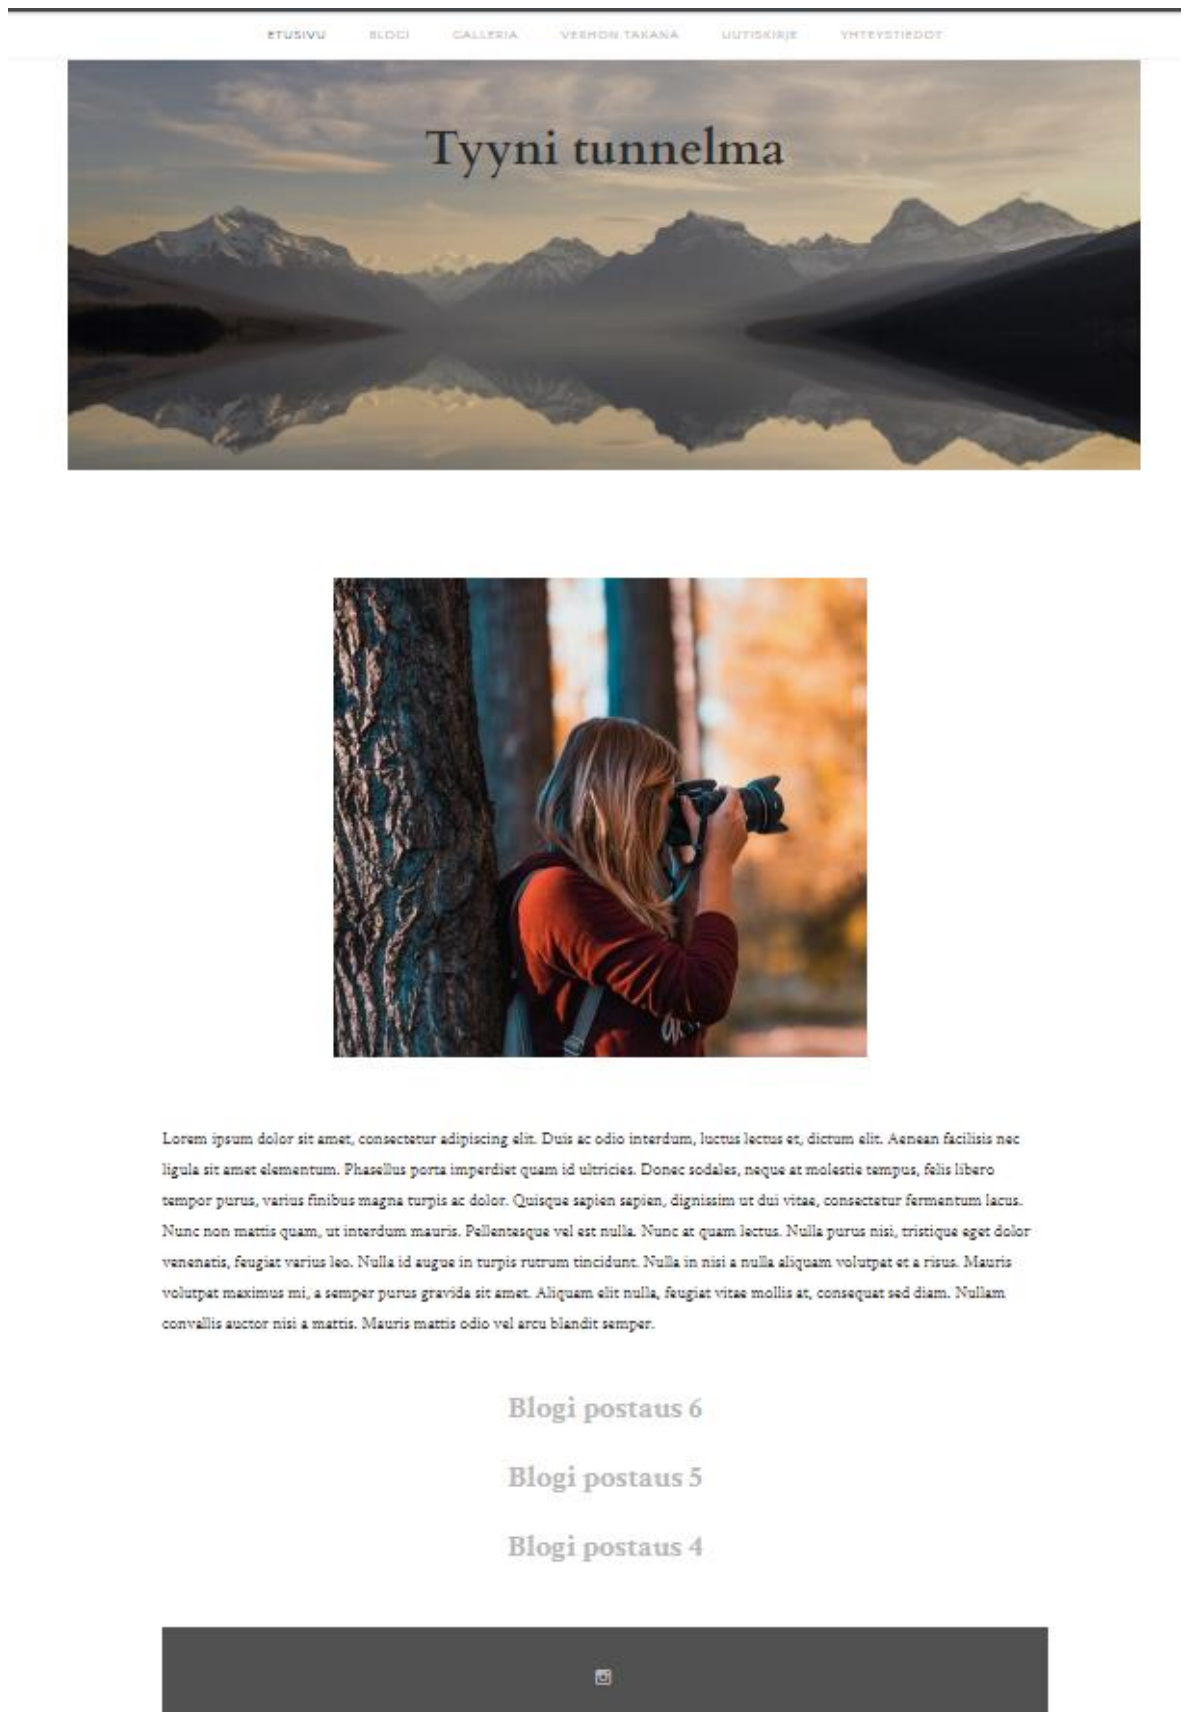 ETUSIVU BLOGI GALLERIA VERHON TAKANA UUTISKIRJE YHTEYSTIEDOT
Tyyni tunnelma
Lorem ipsum dolor sit amet, consectetur adipiscing elit. Duis ac odio interdum, luctus lectus et, dictum elit. Aenean facilisis nec
ligula sit amet elementum. Phasellus porta imperdiet quam id ultricies. Donec sodales, neque at molestie tempus, felis libero
tempor purus, varius finibus magna turpis ac dolor. Quisque sapien sapien, dignissim ut dui vitae, consectetur fermentum lacus.
Nunc non mattis quam, ut interdum mauris. Pellentesque vel est nulla. Nunc at quam lectus. Nulla purus nisi, tristique eget dolor
venenatis, feugiat varius leo. Nulla id augue in turpis rutrum tincidunt. Nulla in nisi a nulla aliquam volutpat et a risus. Mauris
volutpat maximus mi, a semper purus gravida sit amet. Aliquam elit nulla, feugiat vitae mollis at, consequat sed diam. Nullam
convallis auctor nisi a mattis. Mauris mattis odio vel arcu blandit semper.
Blogi postaus 6
Blogi postaus 5
Blogi postaus 4